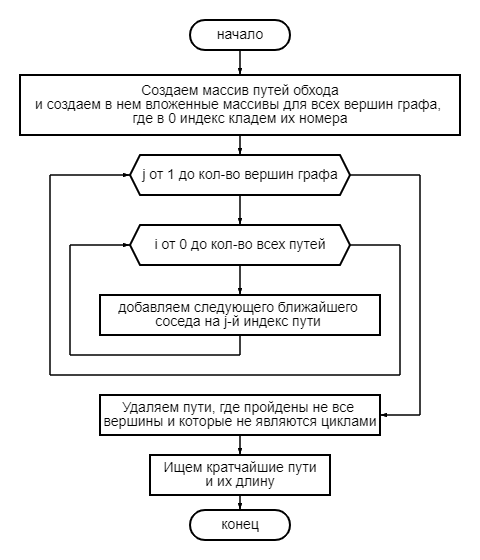 начало
Создаем массив путей обхода
и создаем в нем вложенные массивы для всех вершин графа,
где в 0 индекс кладем их номера
j от 1 до кол-во вершин графа
i от 0 до кол-во всех путей
добавляем следующего ближайшего
соседа на j-й индекс пути
Удаляем пути, где пройдены не все
вершины и которые не являются циклами
Ищем кратчайшие пути
и их длину
конец